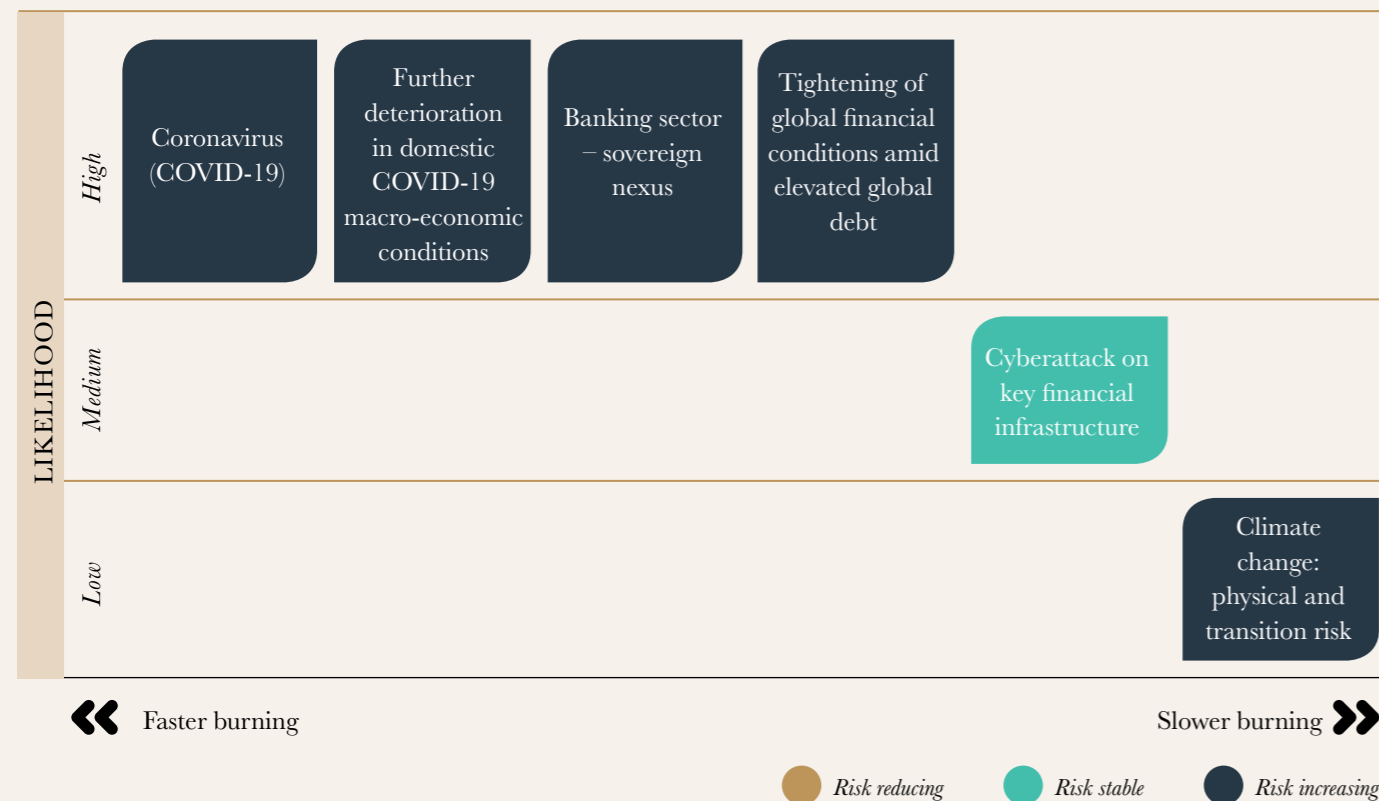 LIKELIHOOD
High
Coronavirus
(COVID-19)
Further
deterioration
in domestic
COVID-19
macro-economic
conditions
Banking sector
– sovereign
nexus
Tightening of
global financial
conditions amid
elevated global
debt
Medium
Cyberattack on
key financial
infrastructure
Low
Climate
change:
physical and
transition risk
Faster burning
Slower burning
Risk reducing
Risk stable
Risk increasing